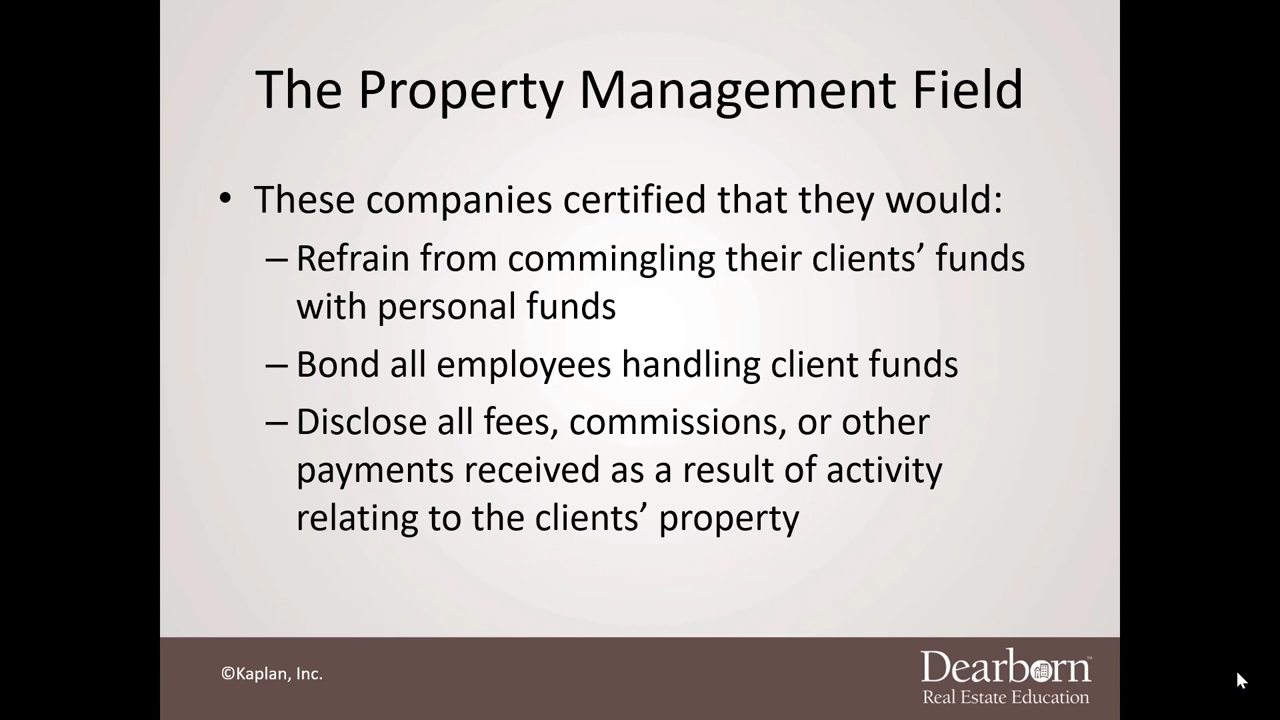 The Property Management Field
• These companies certified that they would:
– Refrain from commingling their clients’ funds
with personal funds
– Bond all employees handling client funds
– Disclose all fees, commissions, or other
payments received as a result of activity
relating to the clients’ property
©Kaplan, Inc.
Dearborn™
Real Estate Education